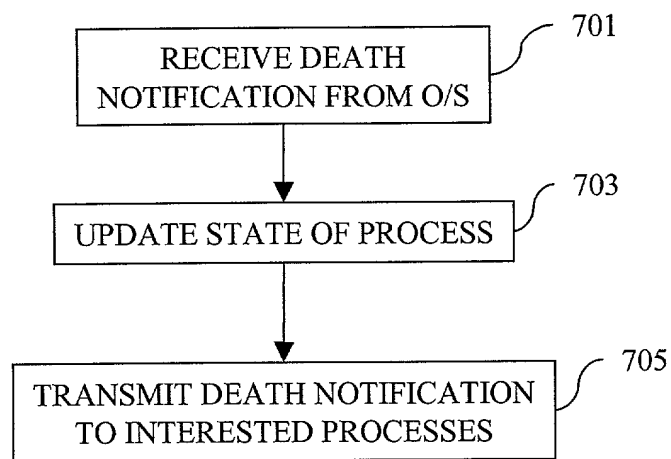 701
RECEIVE DEATH
NOTIFICATION FROM O/S
703
UPDATE STATE OF PROCESS
705
TRANSMIT DEATH NOTIFICATION
TO INTERESTED PROCESSES